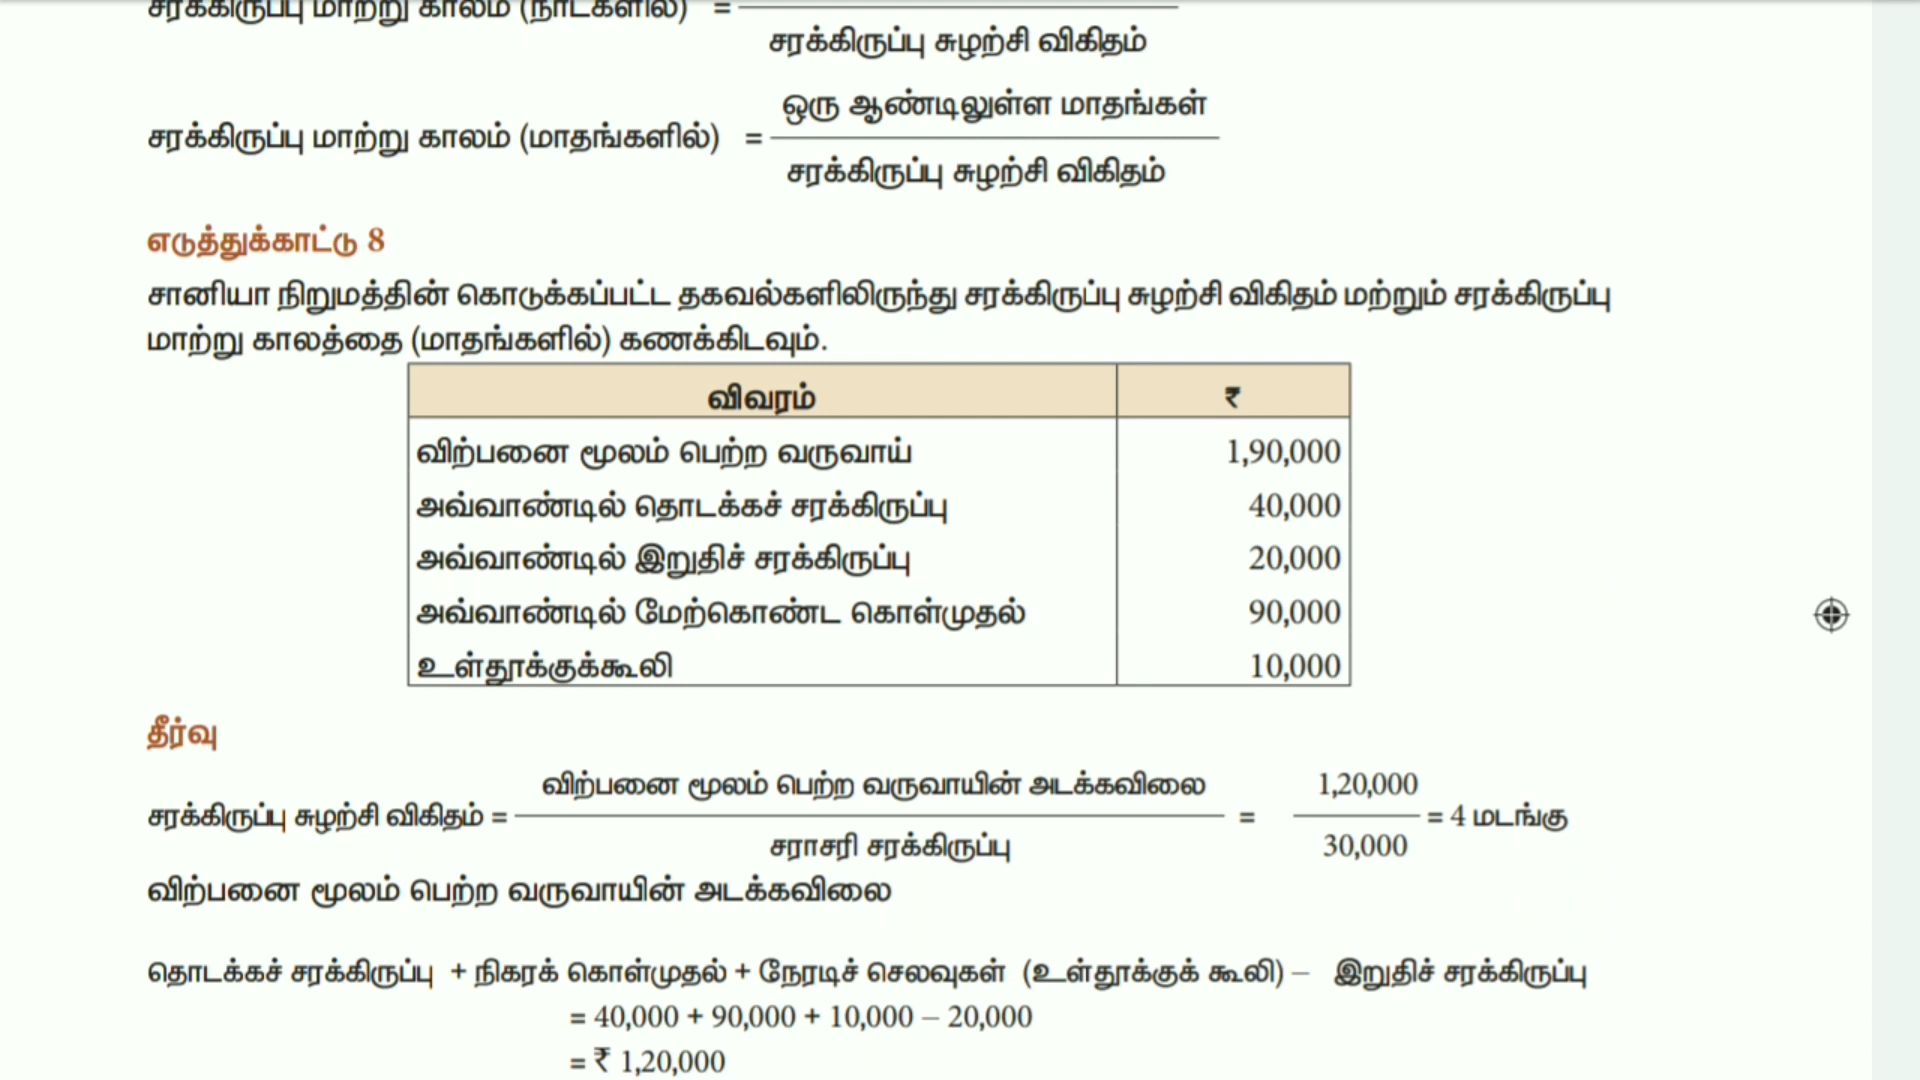 சரக்கிருப்பு மாற்று காலம் (நாட்களில்) =
சரக்கிருப்பு சுழற்சி விகிதம்
ஒரு ஆண்டிலுள்ள மாதங்கள்
சரக்கிருப்பு மாற்று காலம் (மாதங்களில்) =
சரக்கிருப்பு சுழற்சி விகிதம்
எடுத்துக்காட்டு 8
சானியா நிறுமத்தின் கொடுக்கப்பட்ட தகவல்களிலிருந்து சரக்கிருப்பு சுழற்சி விகிதம் மற்றும் சரக்கிருப்பு
மாற்று காலத்தை (மாதங்களில்) கணக்கிடவும்.
விவரம் ₹
விற்பனை மூலம் பெற்ற வருவாய் 1,90,000
அவ்வாண்டில் தொடக்கச் சரக்கிருப்பு 40,000
அவ்வாண்டில் இறுதிச் சரக்கிருப்பு 20,000
அவ்வாண்டில் மேற்கொண்ட கொள்முதல் 90,000
உள்தூக்குக்கூலி 10,000
தீர்வு
விற்பனை மூலம் பெற்ற வருவாயின் அடக்கவிலை 1,20,000
சரக்கிருப்பு சுழற்சி விகிதம் = = = 4 மடங்கு
சராசரி சரக்கிருப்பு 30,000
விற்பனை மூலம் பெற்ற வருவாயின் அடக்கவிலை
தொடக்கச் சரக்கிருப்பு + நிகரக் கொள்முதல் + நேரடிச் செலவுகள் (உள்தூக்குக் கூலி) – இறுதிச் சரக்கிருப்பு
= 40,000 + 90,000 + 10,000 – 20,000
= ₹ 1,20,000